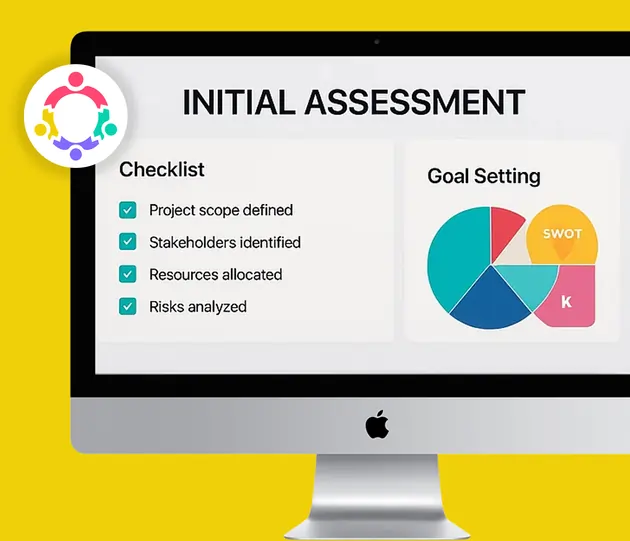 INITIAL ASSESSMENT
Checklist
Project scope defined
Stakeholders identified
Resources allocated
Risks analyzed
Goal Setting
SWOT
k